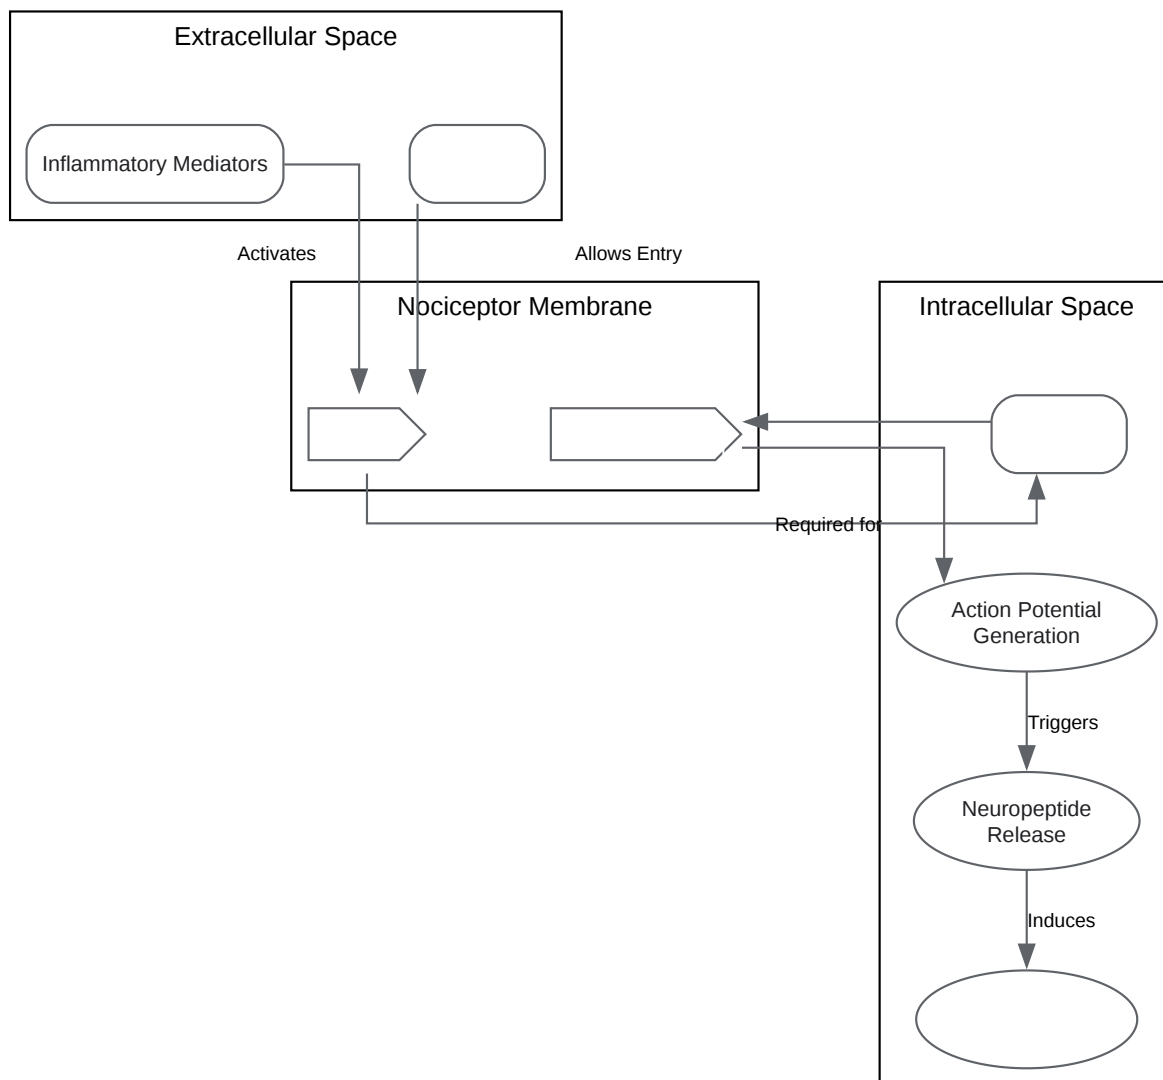 Extracellular Space
Inflammatory Mediators
Activates
Allows Entry
Nociceptor Membrane
Intracellular Space
Required for
Action Potential
Generation
Triggers
Neuropeptide
Release
Induces